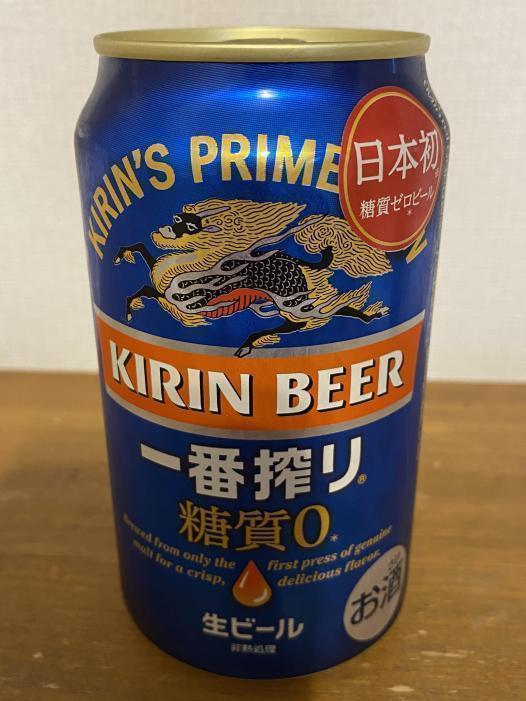 KIRIN'S PRIME
日本初
糖質ゼロビール*
KIRIN BEER
一番搾り®
糖質0*
Brewed from only the first press of genuine
malt for a crisp, delicious flavor.
生ビール
非熱処理
お酒